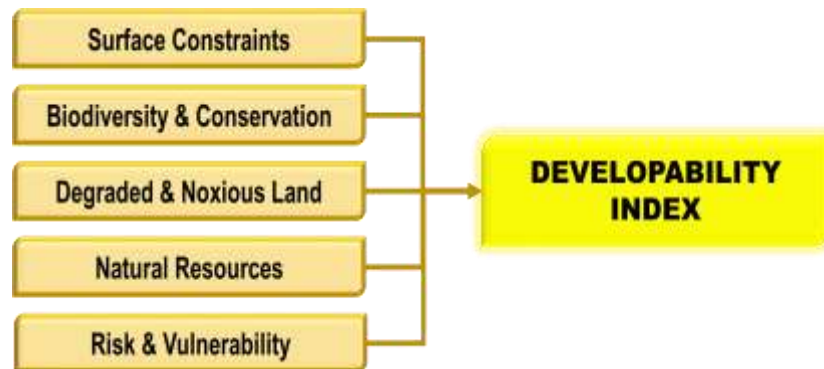 Surface Constraints
Biodiversity & Conservation
Degraded & Noxious Land
Natural Resources
Risk & Vulnerability
DEVELOPABILITY
INDEX